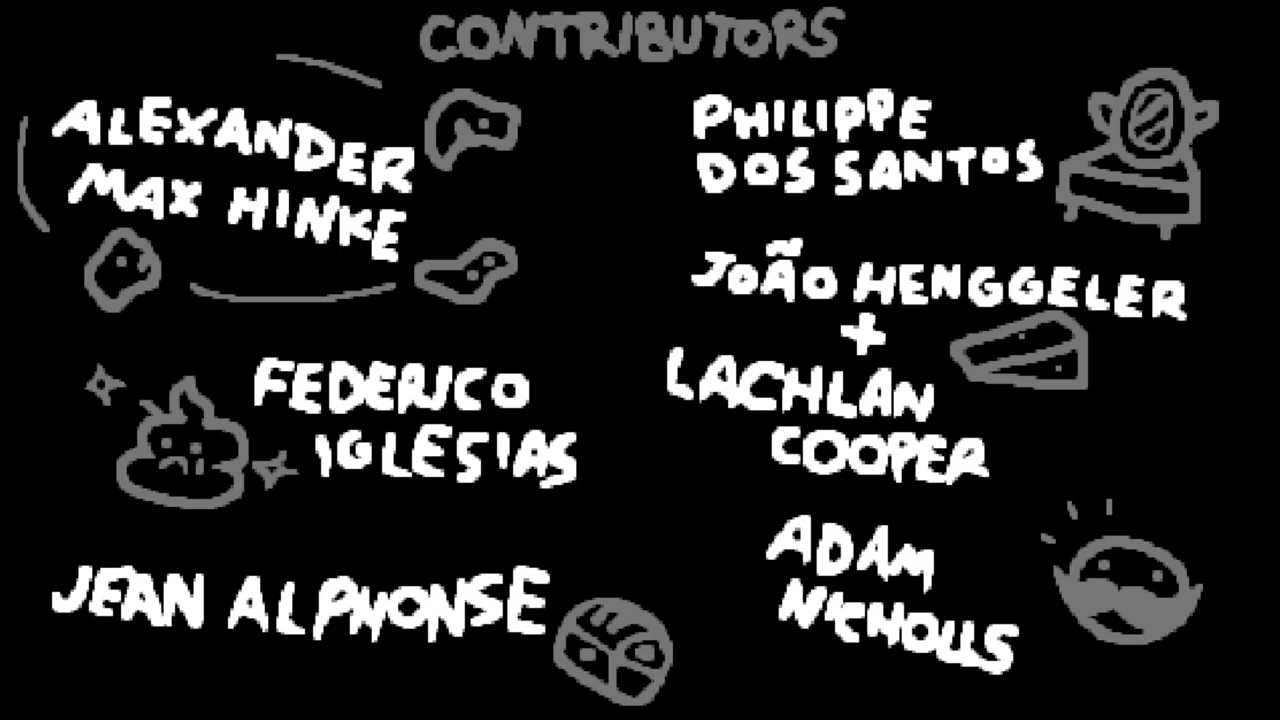 CONTRIBUTORS
ALEXANDER
MAX HINKE
FEDERICO
IGLESIAS
JEAN ALPHONSE
PHILIPPE
DOS SANTOS
JOÃO HENGGELER
+
LACHLAN
COOPER
ADAM
NICHOLLS